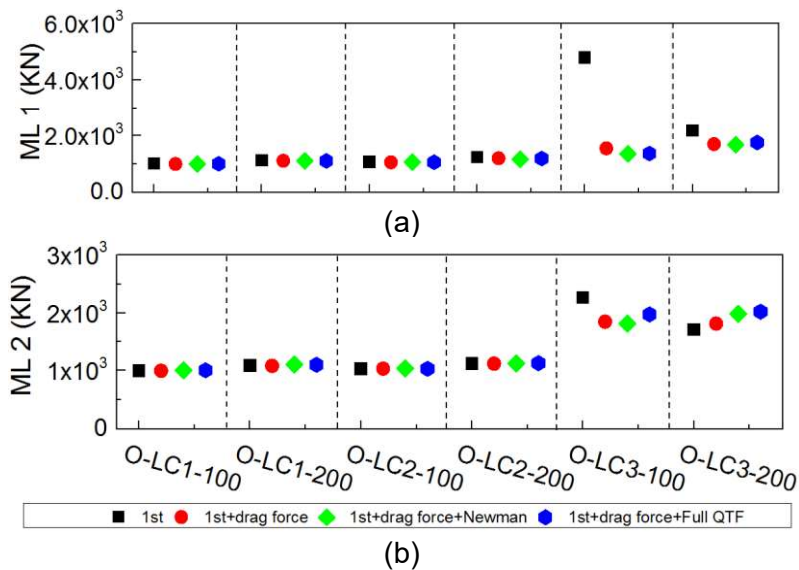 6.0x10³
4.0x10³
2.0x10³
0.0
ML 1 (KN)
(a)
3x10³
2x10³
1x10³
0
ML 2 (KN)
O-LC1-100 O-LC1-200 O-LC2-100 O-LC2-200 O-LC3-100 O-LC3-200
1st 1st+drag force 1st+drag force+Newman 1st+drag force+Full QTF
(b)